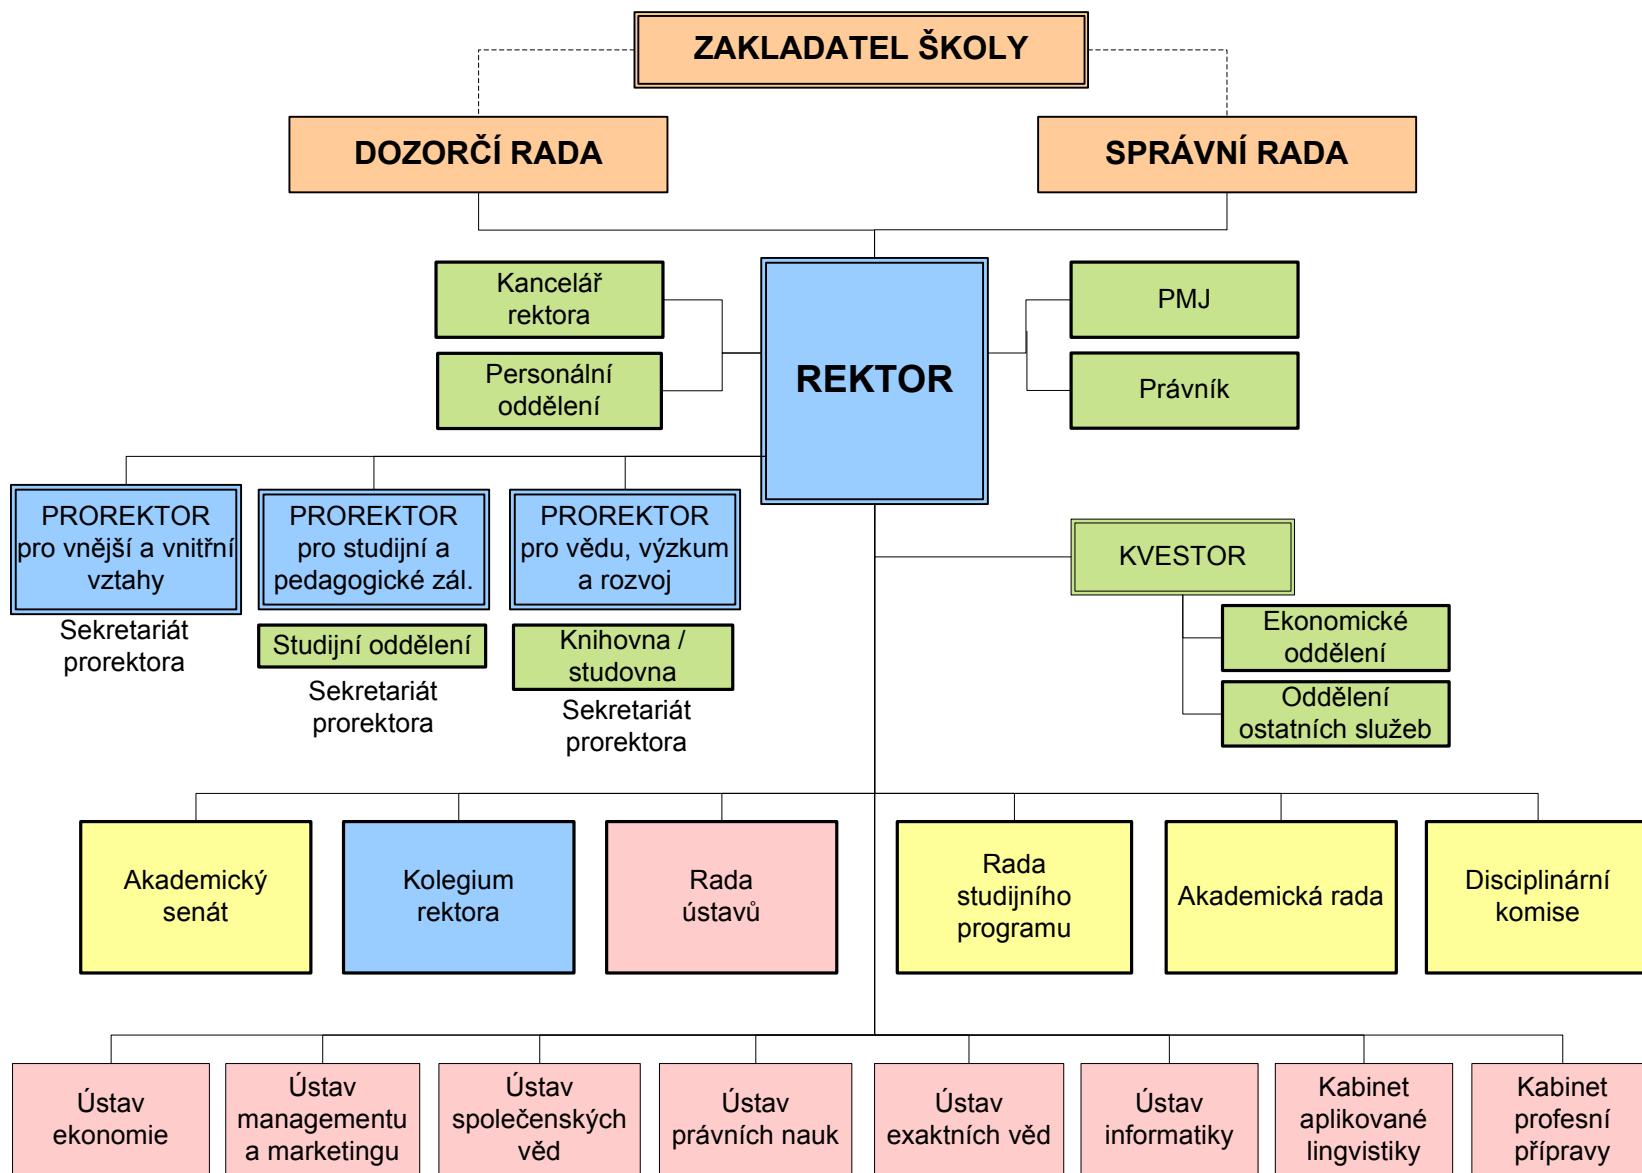 ZAKLADATEL ŠKOLY
DOZORČÍ RADA
SPRÁVNÍ RADA
Kancelář
rektora
PMJ
REKTOR
Personální
oddělení
Právník
PROREKTOR
pro vnější a vnitřní
vztahy
PROREKTOR
pro studijní a
pedagogické zál.
PROREKTOR
pro vědu, výzkum
a rozvoj
KVESTOR
Sekretariát
prorektora
Studijní oddělení
Sekretariát
prorektora
Knihovna /
studovna
Sekretariát
prorektora
Ekonomické
oddělení
Oddělení
ostatních služeb
Akademický
senát
Kolegium
rektora
Rada
ústavů
Rada
studijního
programu
Akademická rada
Disciplinární
komise
Ústav
ekonomie
Ústav
managementu
a marketingu
Ústav
společenských
věd
Ústav
právních nauk
Ústav
exaktních věd
Ústav
informatiky
Kabinet
aplikované
lingvistiky
Kabinet
profesní
přípravy